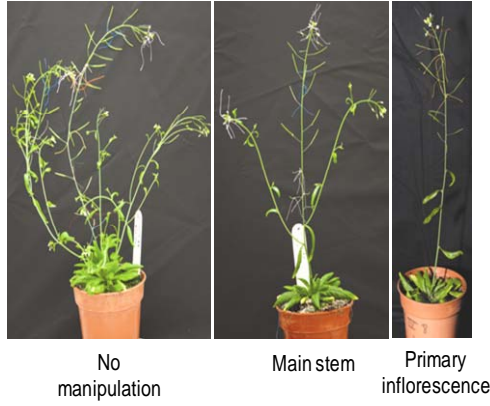 No
manipulation
Main stem
Primary
inflorescence